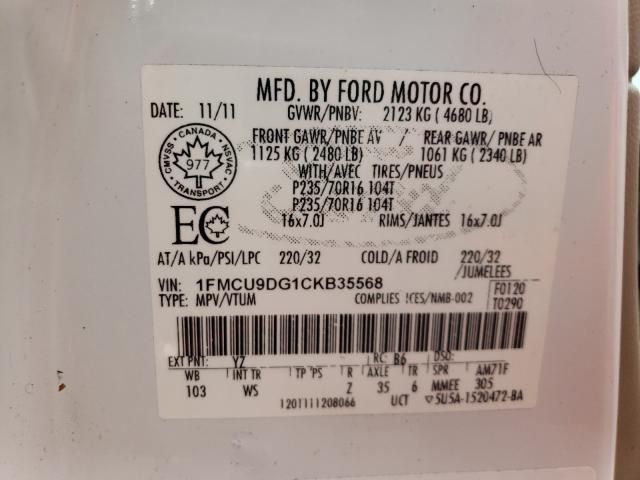 MFD. BY FORD MOTOR CO.
DATE: 11/11 GVWR/PNBV: 2123 KG ( 4680 LB)
FRONT GAWR/PNBE AV / REAR GAWR/ PNBE AR
1125 KG ( 2480 LB) 1061 KG ( 2340 LB)
WITH/AVEC TIRES/PNEUS
P235/70R16 104T
P235/70R16 104T
16x7.0J RIMS/JANTES 16x7.0J
CMVSS • CANADA • NSVAC
977
TRANSPORT
EC
AT/A kPa/PSI/LPC 220/32 COLD/A FROID 220/32
/JUMELEES
VIN: 1FMCU9DG1CKB35568
TYPE: MPV/VTUM COMPLIES ICES/NMB-002
F0120
T0290
EXT PNT: YZ RC: B6 DSO:
WB INT TR TP PS R AXLE TR SPR AM71F
103 WS Z 35 6 MMEE 305
1201111208066 UCT ▽5U5A-1520472-BA